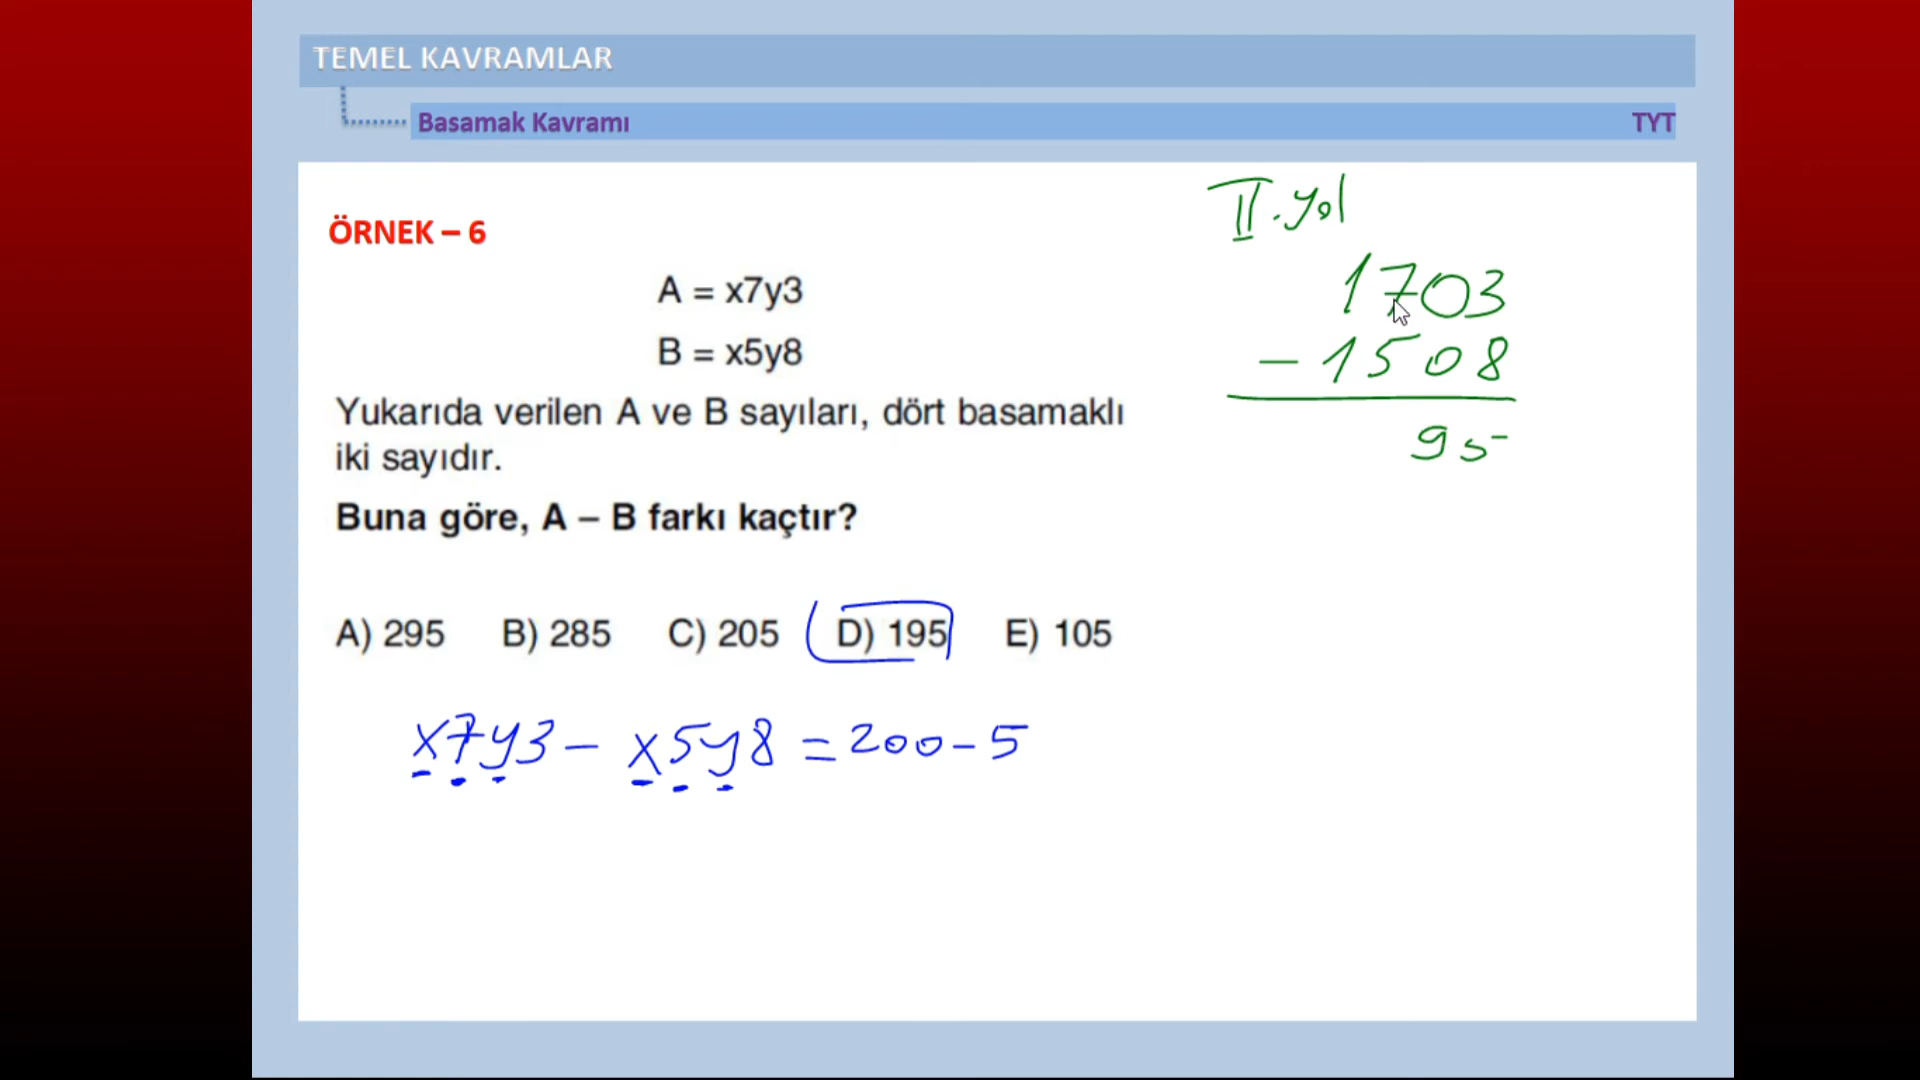 TEMEL KAVRAMLAR
Basamak Kavramı TYT
ÖRNEK – 6
A = x7y3
B = x5y8
Yukarıda verilen A ve B sayıları, dört basamaklı
iki sayıdır.
Buna göre, A – B farkı kaçtır?
A) 295 B) 285 C) 205 D) 195 E) 105
x7y3 – x5y8 = 200 – 5
II. yol
1703
– 1508
95